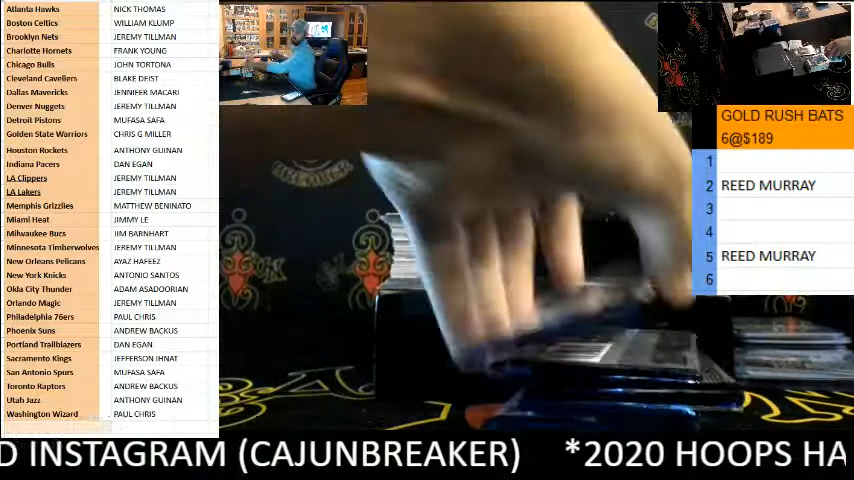 Atlanta Hawks NICK THOMAS
Boston Celtics WILLIAM KLUMP
Brooklyn Nets JEREMY TILLMAN
Charlotte Hornets FRANK YOUNG
Chicago Bulls JOHN TORTONA
Cleveland Caveliers BLAKE DEIST
Dallas Mavericks JENNIFER MACARI
Denver Nuggets JEREMY TILLMAN
Detroit Pistons MUFASA SAFA
Golden State Warriors CHRIS G MILLER
Houston Rockets ANTHONY GUINAN
Indiana Pacers DAN EGAN
LA Clippers JEREMY TILLMAN
LA Lakers JEREMY TILLMAN
Memphis Grizzlies MATTHEW BENINATO
Miami Heat JIMMY LE
Milwaukee Bucs JIM BARNHART
Minnesota Timberwolves JEREMY TILLMAN
New Orleans Pelicans AYAZ HAFEEZ
New York Knicks ANTONIO SANTOS
Okla City Thunder ADAM ASADOORIAN
Orlando Magic JEREMY TILLMAN
Philadelphia 76ers PAUL CHRIS
Phoenix Suns ANDREW BACKUS
Portland Trailblazers DAN EGAN
Sacramento Kings JEFFERSON IHNAT
San Antonio Spurs MUFASA SAFA
Toronto Raptors ANDREW BACKUS
Utah Jazz ANTHONY GUINAN
Washington Wizard PAUL CHRIS
GOLD RUSH BATS
6@$189
1
2 REED MURRAY
3
4
5 REED MURRAY
6
BREAKER
D INSTAGRAM (CAJUNBREAKER) *2020 HOOPS HA